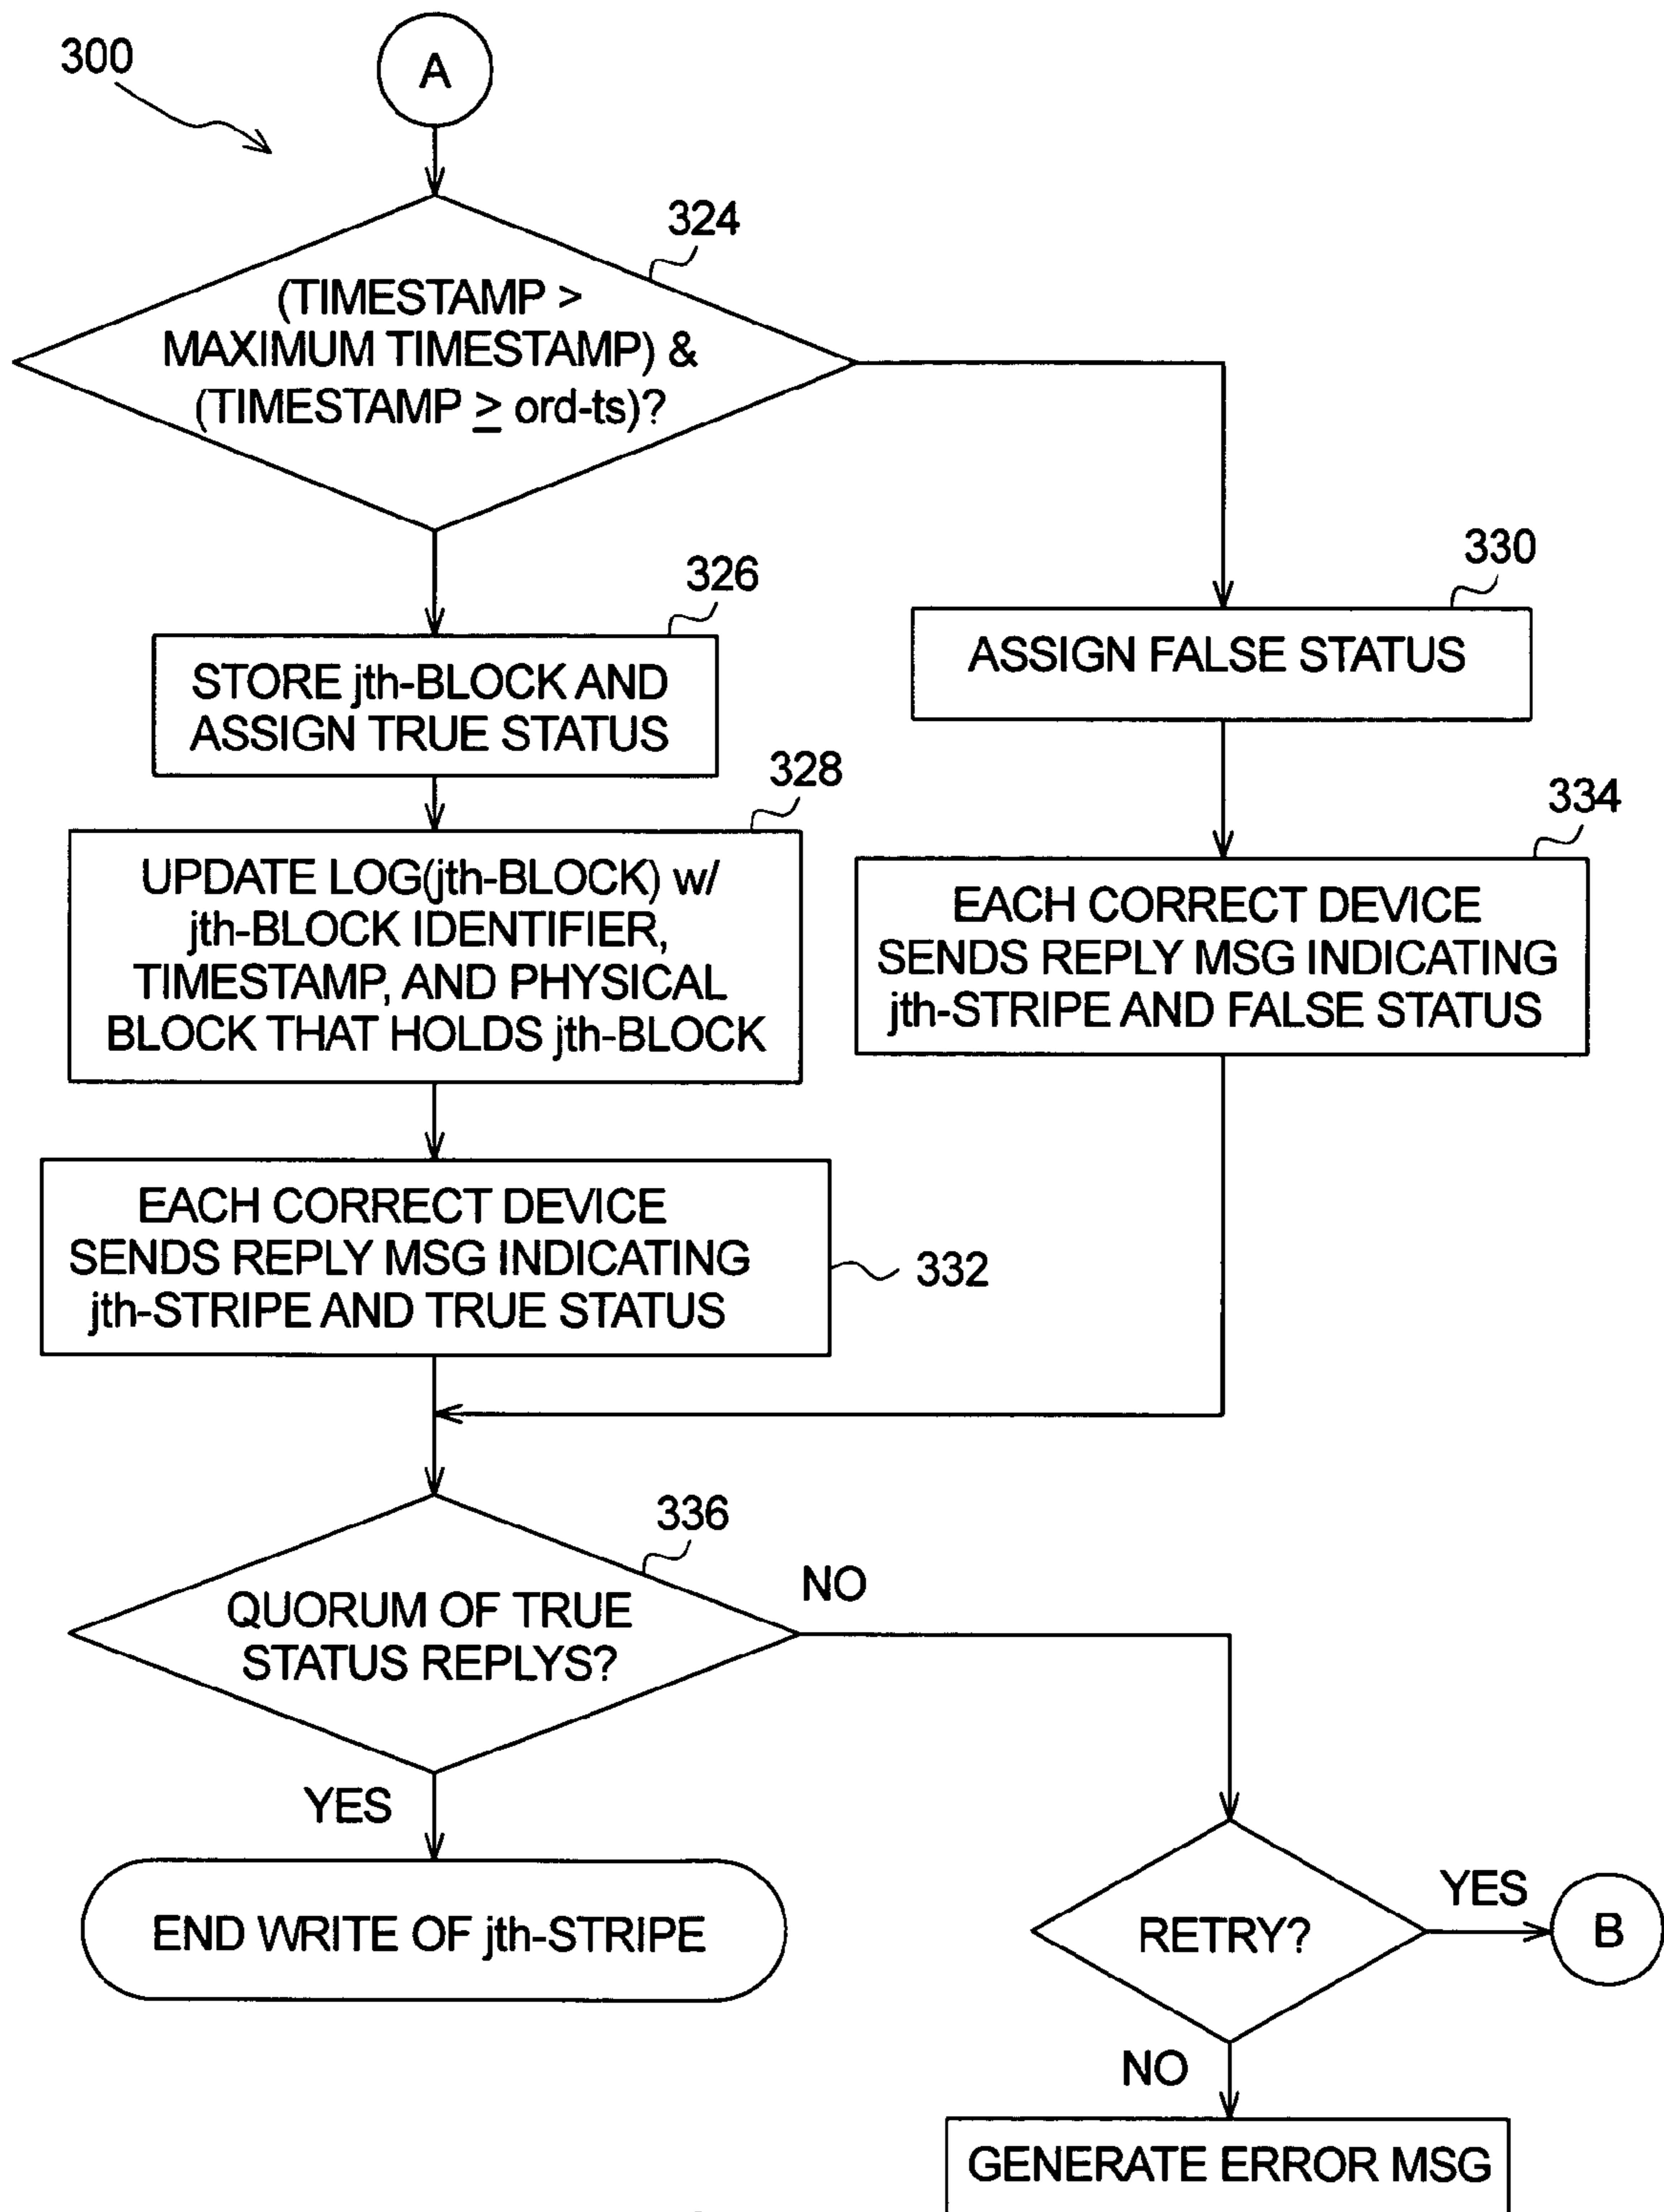 300
A
324
(TIMESTAMP >
MAXIMUM TIMESTAMP) &
(TIMESTAMP ≥ ord-ts)?
326
STORE jth-BLOCK AND
ASSIGN TRUE STATUS
330
ASSIGN FALSE STATUS
328
UPDATE LOG(jth-BLOCK) w/
jth-BLOCK IDENTIFIER,
TIMESTAMP, AND PHYSICAL
BLOCK THAT HOLDS jth-BLOCK
334
EACH CORRECT DEVICE
SENDS REPLY MSG INDICATING
jth-STRIPE AND FALSE STATUS
EACH CORRECT DEVICE
SENDS REPLY MSG INDICATING
jth-STRIPE AND TRUE STATUS
332
336
QUORUM OF TRUE
STATUS REPLYS?
NO
YES
END WRITE OF jth-STRIPE
RETRY?
YES
B
NO
GENERATE ERROR MSG